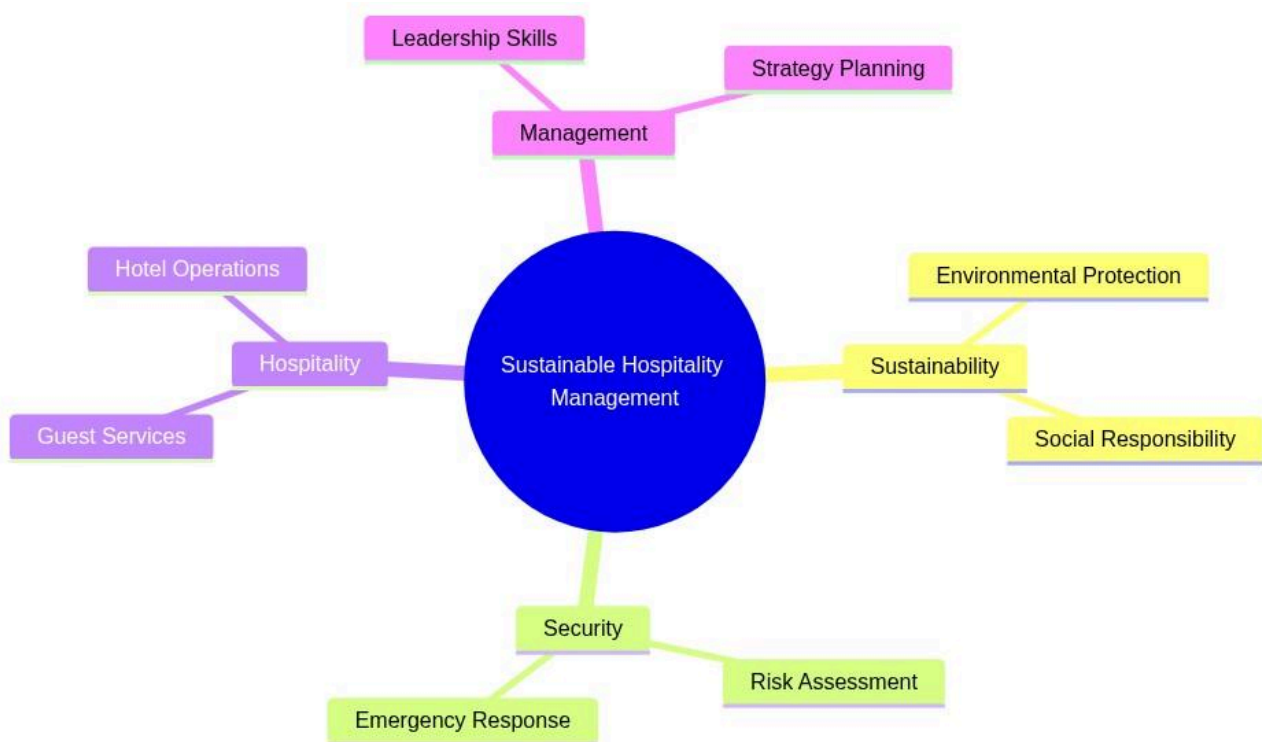 Leadership Skills
Strategy Planning
Management
Hotel Operations
Environmental Protection
Hospitality
Sustainable Hospitality
Management
Sustainability
Guest Services
Social Responsibility
Security
Risk Assessment
Emergency Response